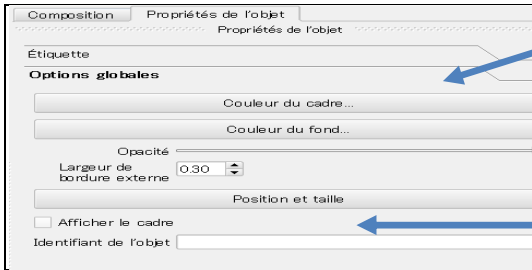 Composition Propriétés de l'objet
Propriétés de l'objet
Étiquette
Options globales
Couleur du cadre...
Couleur du fond...
Opacité
Largeur de
bordure externe 0.30
Position et taille
Afficher le cadre
Identifiant de l'objet